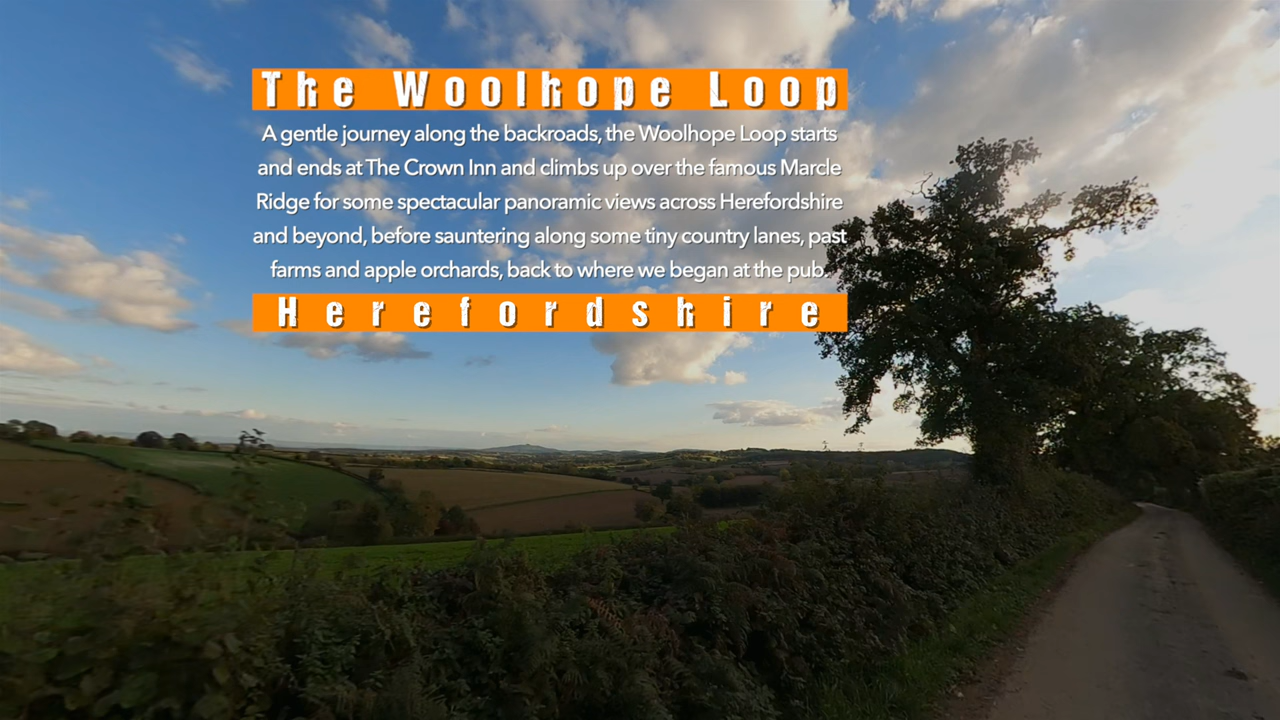 The Woolhope Loop
A gentle journey along the backroads, the Woolhope Loop starts
and ends at The Crown Inn and climbs up over the famous Marcle
Ridge for some spectacular panoramic views across Herefordshire
and beyond, before sauntering along some tiny country lanes, past
farms and apple orchards, back to where we began at the pub.
Herefordshire